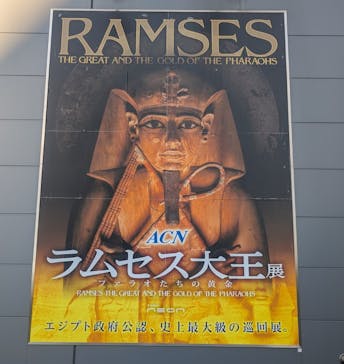 RAMSES
THE GREAT AND THE GOLD OF THE PHARAOHS
ACN
ラムセス大王展
ファラオたちの黄金
RAMSES THE GREAT AND THE GOLD OF THE PHARAOHS
NEON
エジプト政府公認、史上最大級の巡回展。